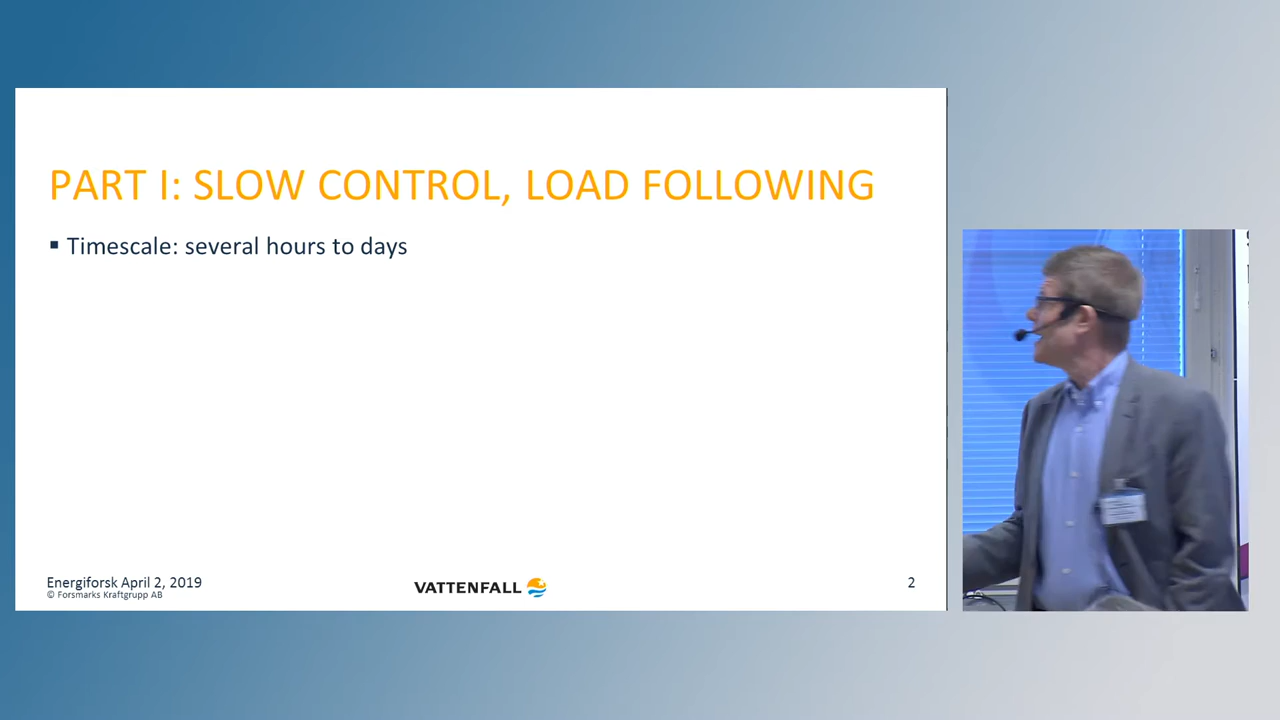 PART I: SLOW CONTROL, LOAD FOLLOWING
▪ Timescale: several hours to days
Energiforsk April 2, 2019
© Forsmarks Kraftgrupp AB
VATTENFALL
2